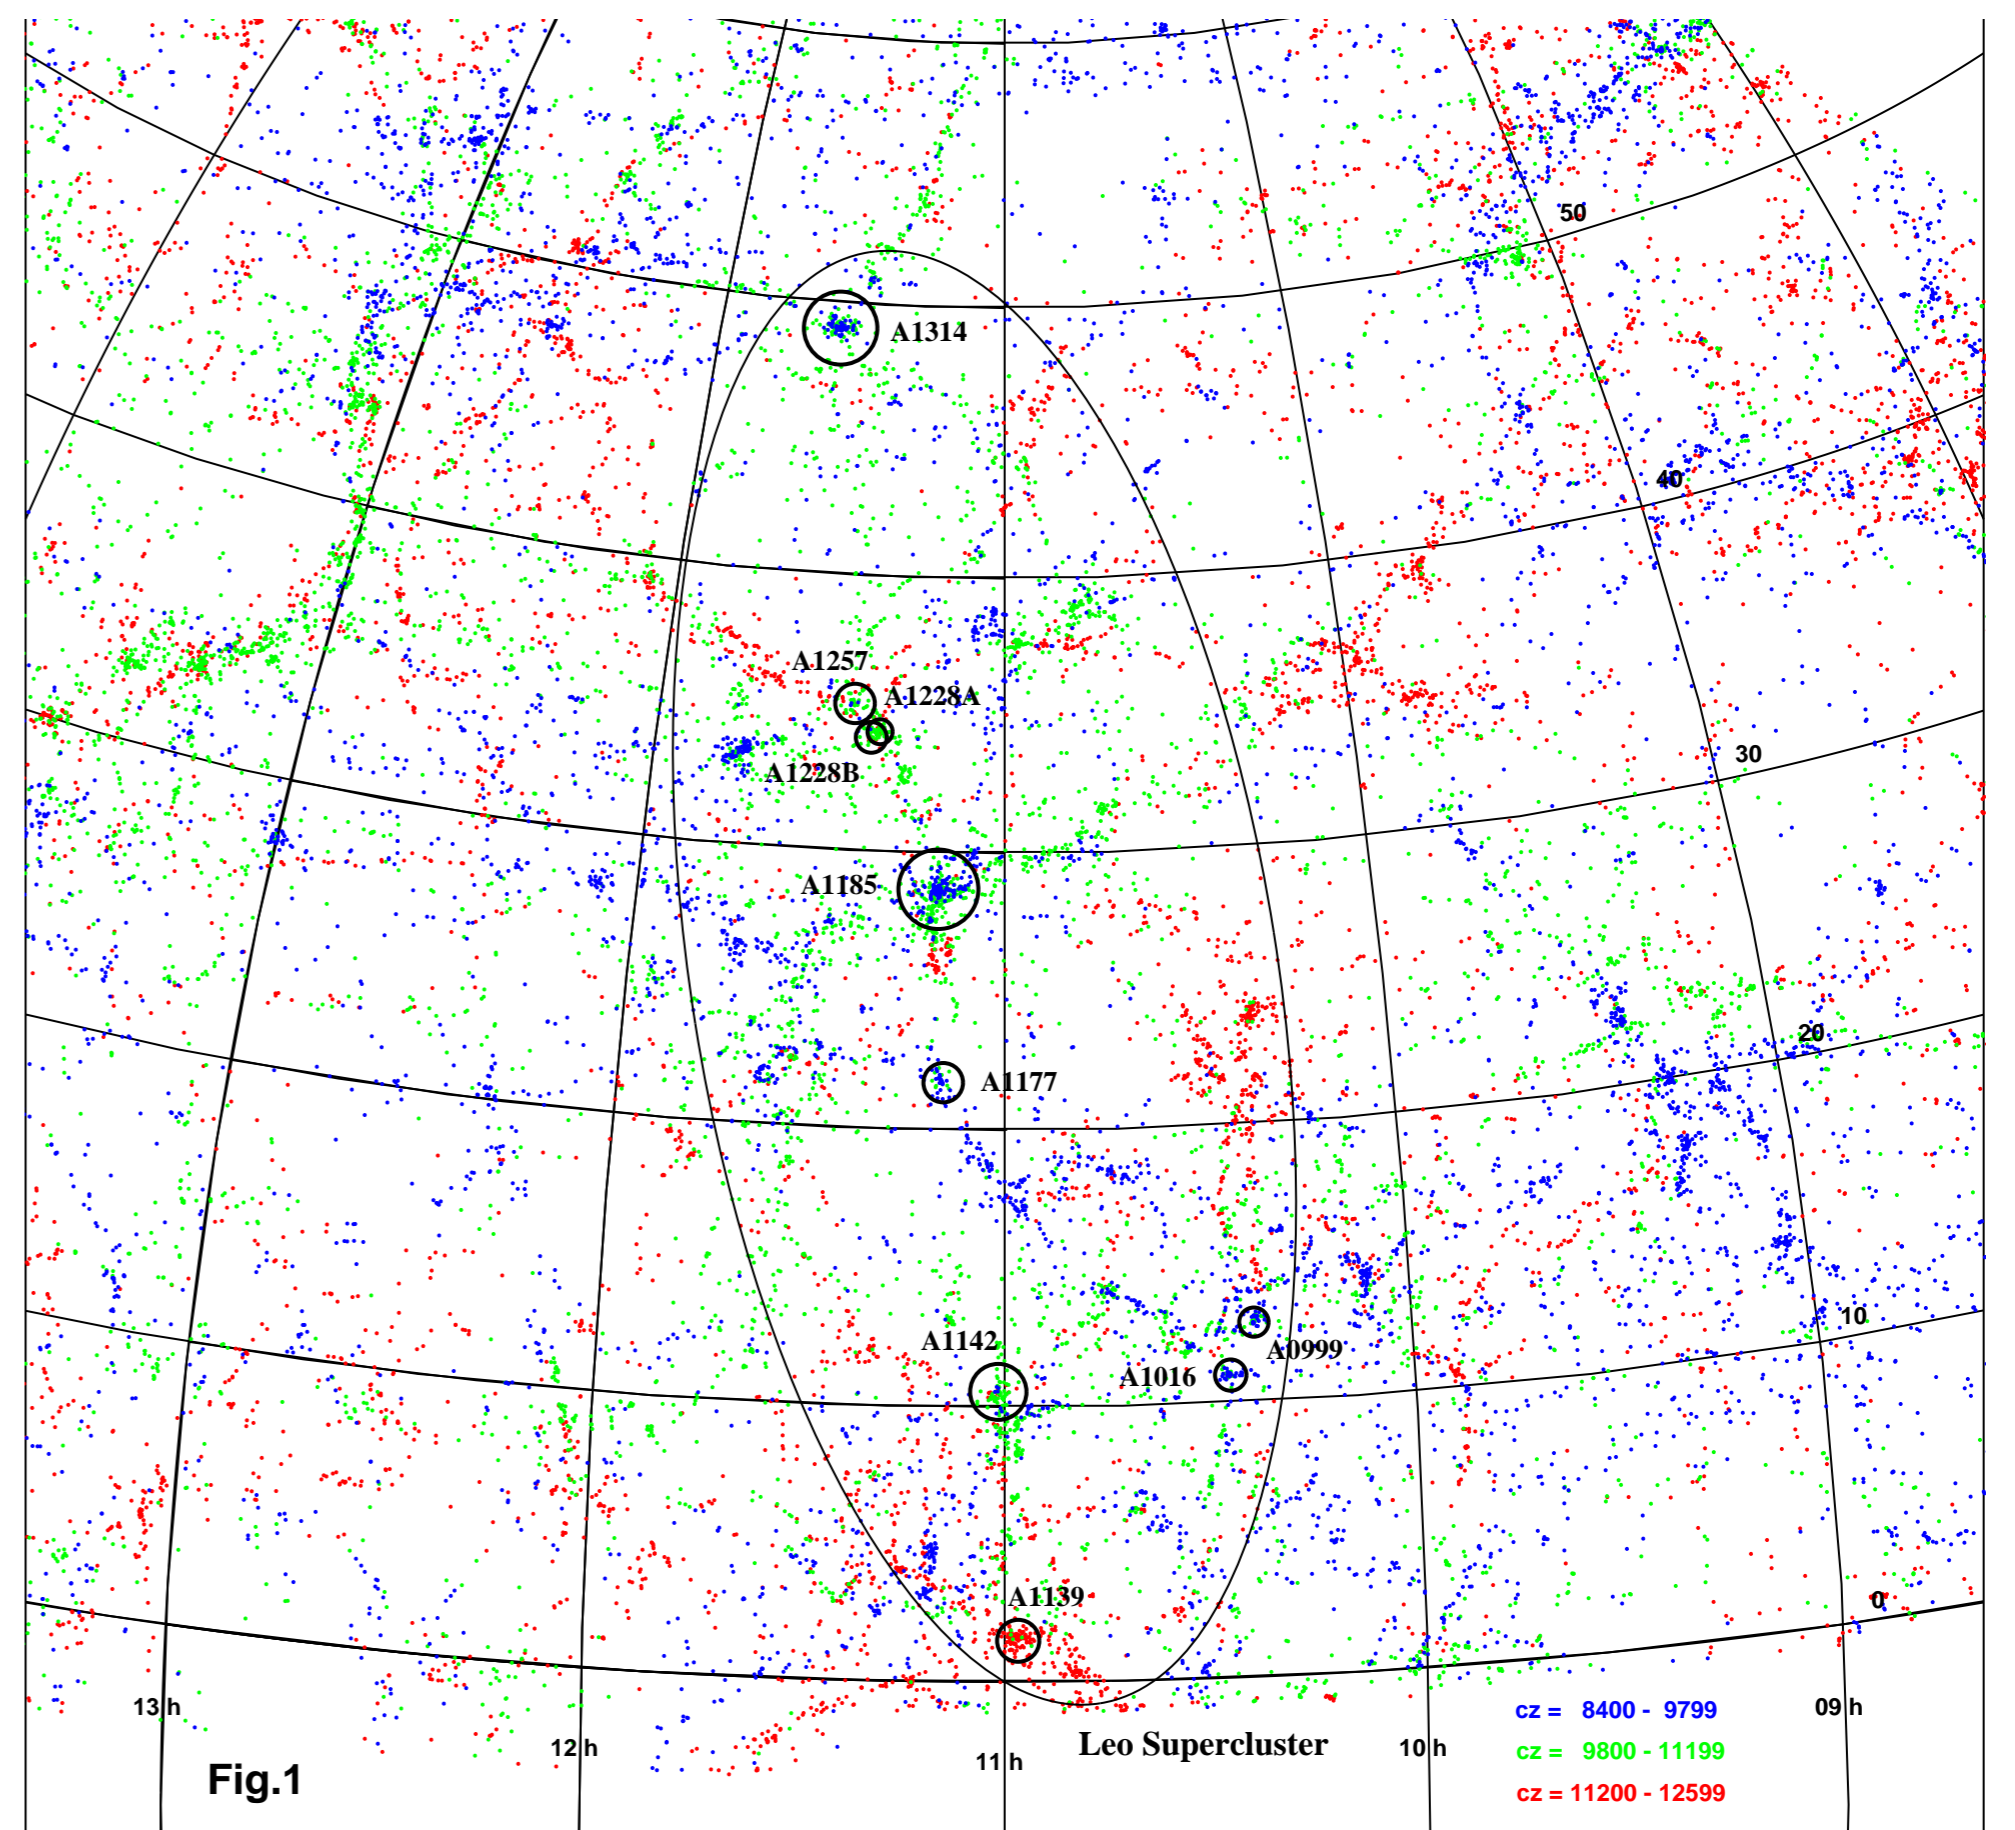 50
A1314
40
A1257
A1228A
A1228B
30
A1185
20
A1177
10
A1142
A0999
A1016
A1139
0
13 h
12 h
11 h
10 h
09 h
Leo Supercluster
Fig.1
cz = 8400 - 9799
cz = 9800 - 11199
cz = 11200 - 12599